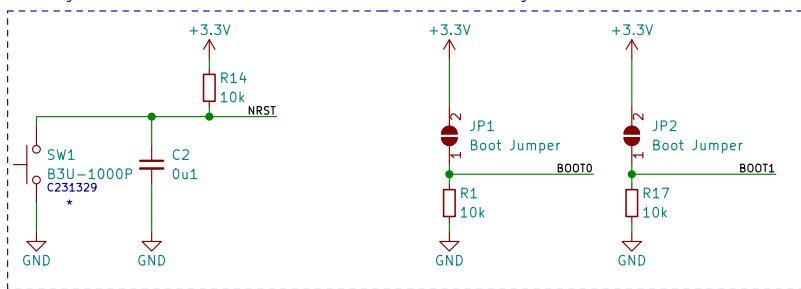 +3.3V
R14
10k
NRST
SW1
B3U-1000P
C231329
*
C2
0u1
GND
GND
+3.3V
2
JP1
Boot Jumper
1
BOOT0
R1
10k
GND
+3.3V
2
JP2
Boot Jumper
1
BOOT1
R17
10k
GND